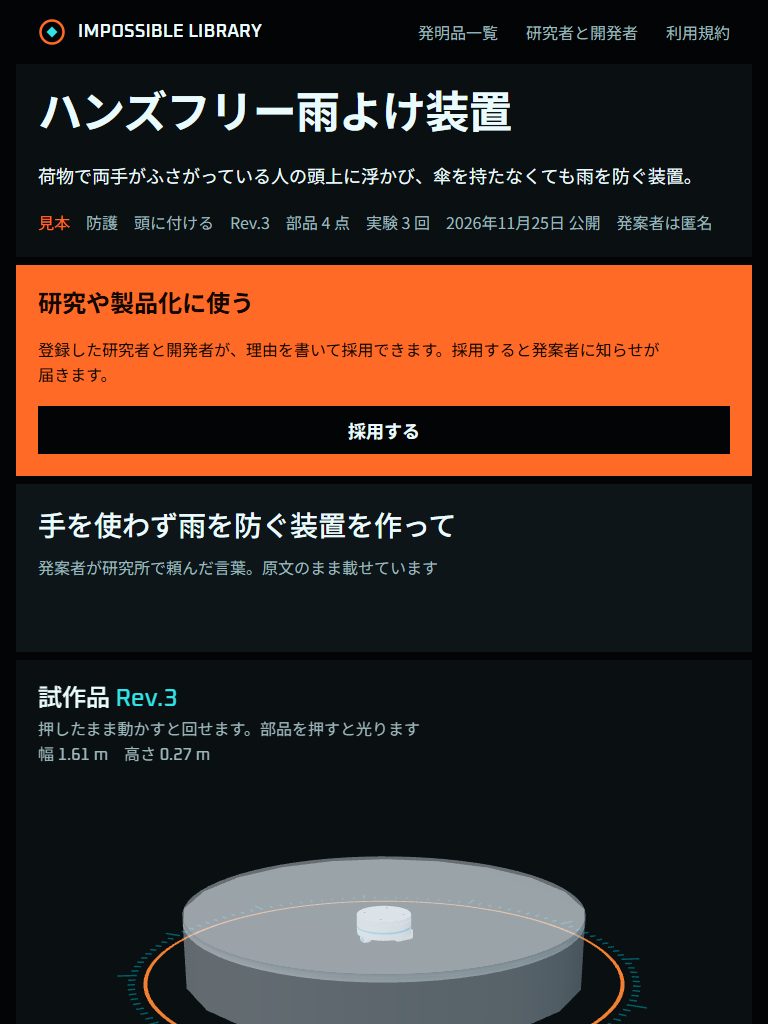 IMPOSSIBLE LIBRARY 発明品一覧 研究者と開発者 利用規約
ハンズフリー雨よけ装置
荷物で両手がふさがっている人の頭上に浮かび、傘を持たなくても雨を防ぐ装置。
見本 防護 頭に付ける Rev.3 部品 4 点 実験 3 回 2026年11月25日 公開 発案者は匿名
研究や製品化に使う
登録した研究者と開発者が、理由を書いて採用できます。採用すると発案者に知らせが
届きます。
採用する
手を使わず雨を防ぐ装置を作って
発案者が研究所で頼んだ言葉。原文のまま載せています
試作品 Rev.3
押したまま動かすと回せます。部品を押すと光ります
幅 1.61 m 高さ 0.27 m